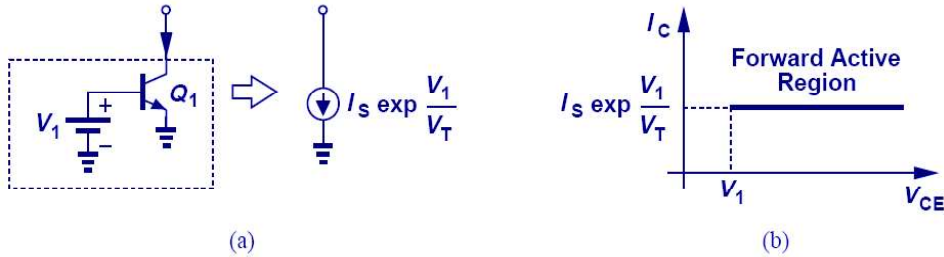 V1
+
−
Q1
IS exp V1/VT
(a)
IC
Forward Active
Region
IS exp V1/VT
V1
VCE
(b)